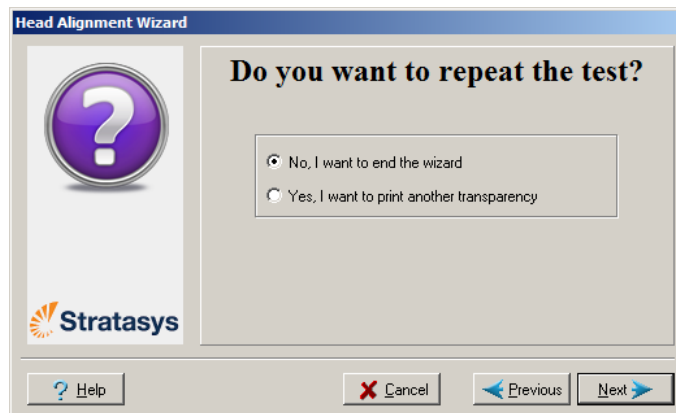 Head Alignment Wizard
Do you want to repeat the test?
No, I want to end the wizard
Yes, I want to print another transparency
Stratasys
? Help
Cancel
Previous
Next